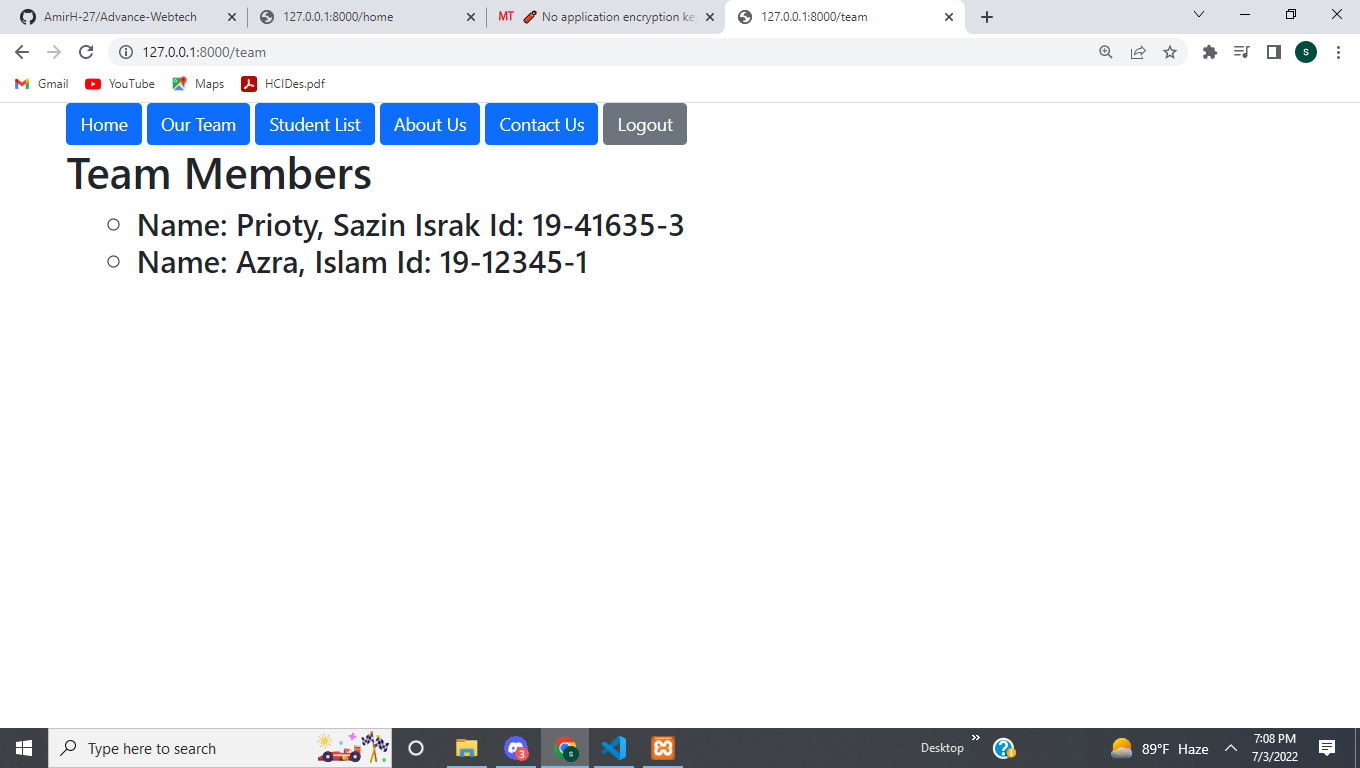 AmirH-27/Advance-Webtech
127.0.0.1:8000/home
MT No application encryption ke
127.0.0.1:8000/team
127.0.0.1:8000/team
s
Gmail YouTube Maps HCIDes.pdf
Home Our Team Student List About Us Contact Us Logout
Team Members
Name: Prioty, Sazin Israk Id: 19-41635-3
Name: Azra, Islam Id: 19-12345-1
Type here to search
3
s
Desktop
89°F Haze
7:08 PM
7/3/2022